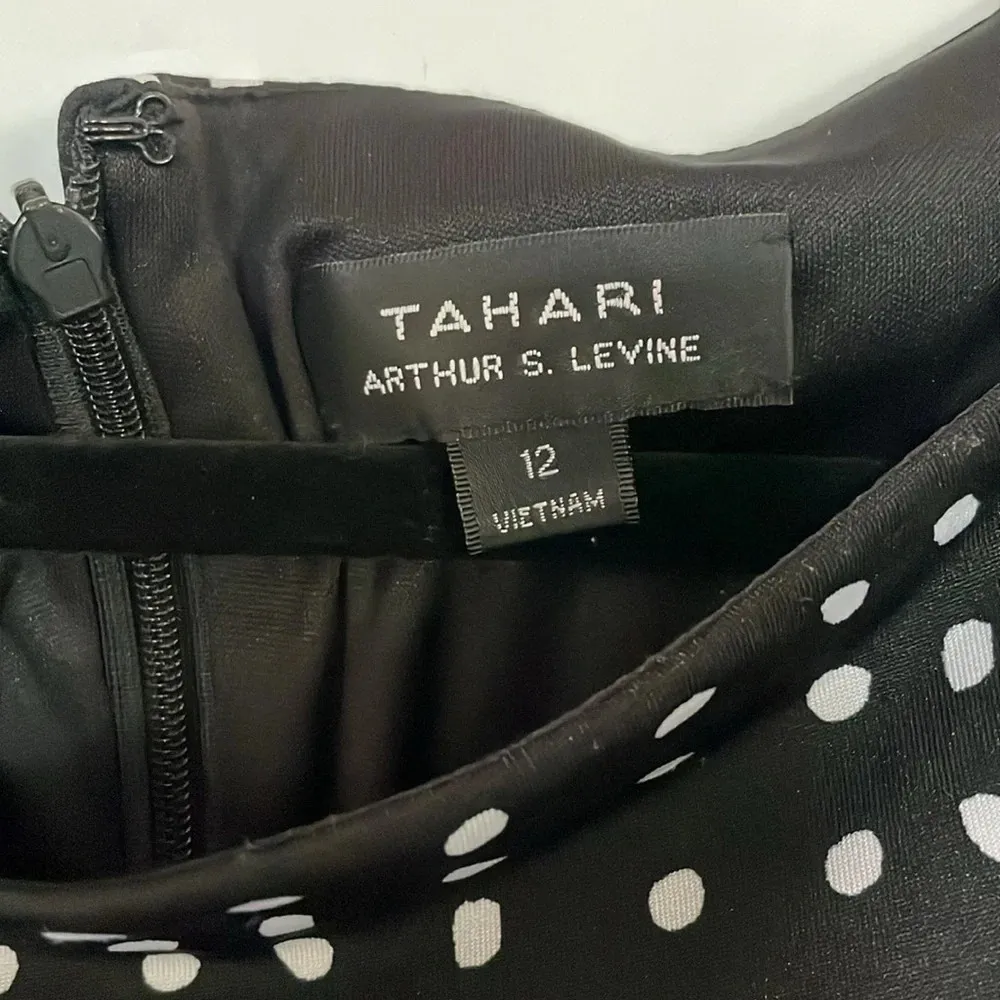 TAHARI
ARTHUR S. LEVINE
12
VIETNAM